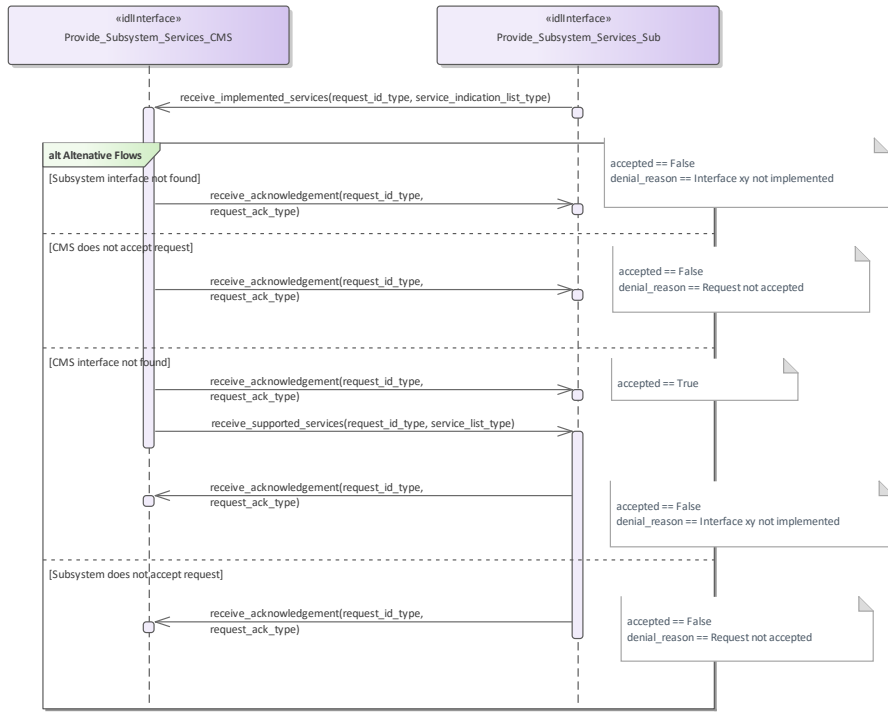 «idlInterface»
Provide_Subsystem_Services_CMS
«idlInterface»
Provide_Subsystem_Services_Sub
receive_implemented_services(request_id_type, service_indication_list_type)
alt Altenative Flows
[Subsystem interface not found]
accepted == False
denial_reason == Interface xy not implemented
receive_acknowledgement(request_id_type,
request_ack_type)
[CMS does not accept request]
accepted == False
denial_reason == Request not accepted
receive_acknowledgement(request_id_type,
request_ack_type)
[CMS interface not found]
receive_acknowledgement(request_id_type,
request_ack_type)
accepted == True
receive_supported_services(request_id_type, service_list_type)
receive_acknowledgement(request_id_type,
request_ack_type)
accepted == False
denial_reason == Interface xy not implemented
[Subsystem does not accept request]
receive_acknowledgement(request_id_type,
request_ack_type)
accepted == False
denial_reason == Request not accepted